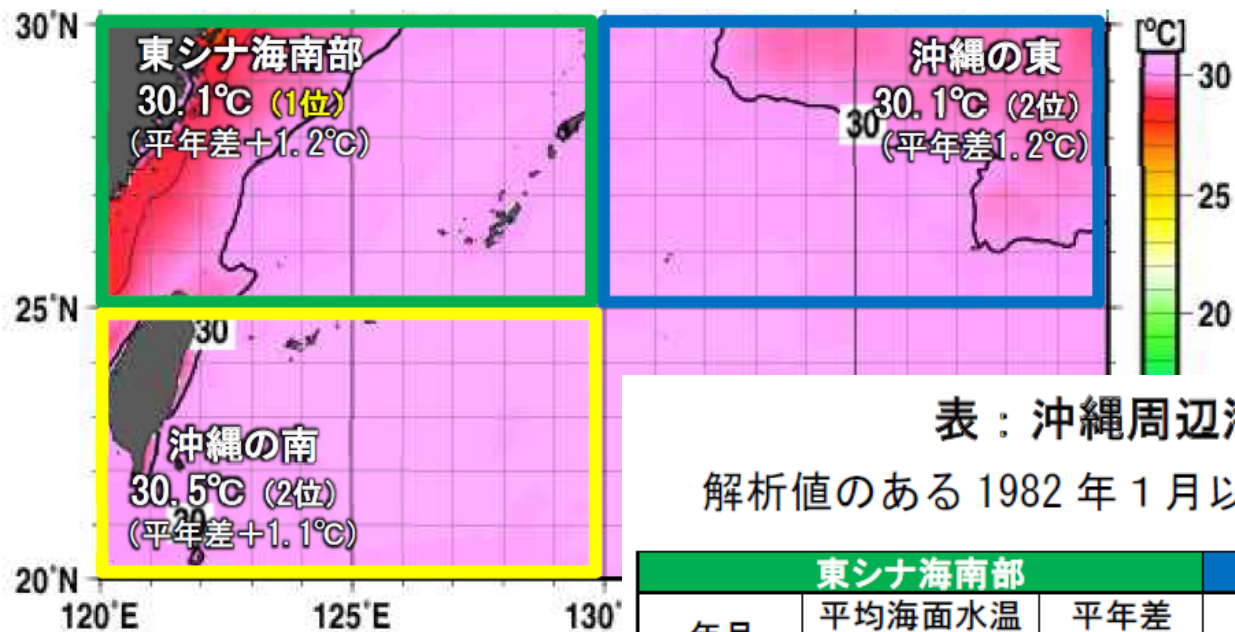 30°N
東シナ海南部
30.1℃（1位）
（平年差＋1.2℃）
沖縄の東
30.1℃（2位）
（平年差1.2℃）
30
[℃]
30
25
20
25°N
30
沖縄の南
30.5℃（2位）
（平年差＋1.1℃）
30
20°N
120°E
125°E
130°
表：沖縄周辺
解析値のある 1982 年 1 月以
東シナ海南部
平均海面水温
平年差